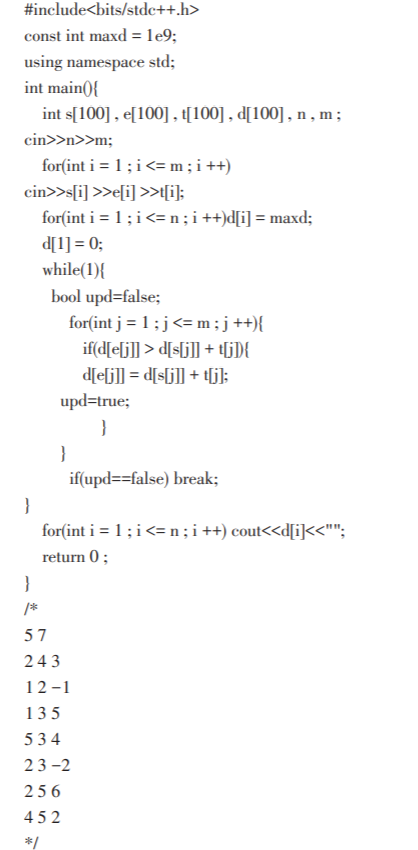 #include<bits/stdc++.h>
const int maxd = 1e9;
using namespace std;
int main(){
int s[100] , e[100] , t[100] , d[100] , n , m ;
cin>>n>>m;
for(int i = 1 ; i <= m ; i ++)
cin>>s[i] >>e[i] >>t[i];
for(int i = 1 ; i <= n ; i ++)d[i] = maxd;
d[1] = 0;
while(1){
bool upd=false;
for(int j = 1 ; j <= m ; j ++){
if(d[e[j]] > d[s[j]] + t[j]){
d[e[j]] = d[s[j]] + t[j];
upd=true;
}
}
if(upd==false) break;
}
for(int i = 1 ; i <= n ; i ++) cout<<d[i]<<"";
return 0 ;
}
/*
5 7
2 4 3
1 2 −1
1 3 5
5 3 4
2 3 −2
2 5 6
4 5 2
*/